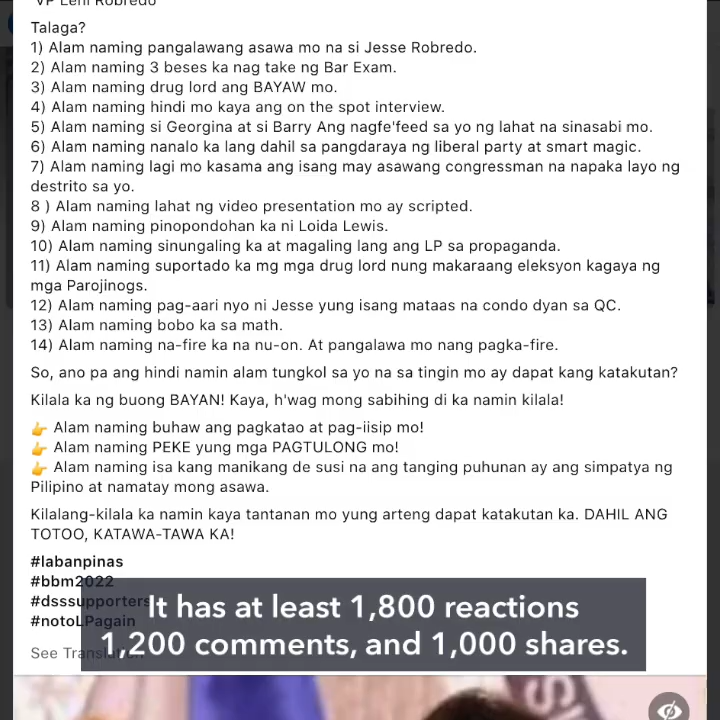 VP Leni Robredo
Talaga?
1) Alam naming pangalawang asawa mo na si Jesse Robredo.
2) Alam naming 3 beses ka nag take ng Bar Exam.
3) Alam naming drug lord ang BAYAW mo.
4) Alam naming hindi mo kaya ang on the spot interview.
5) Alam naming si Georgina at si Barry Ang nagfe'feed sa yo ng lahat na sinasabi mo.
6) Alam naming nanalo ka lang dahil sa pangdaraya ng liberal party at smart magic.
7) Alam naming lagi mo kasama ang isang may asawang congressman na napaka layo ng
destrito sa yo.
8 ) Alam naming lahat ng video presentation mo ay scripted.
9) Alam naming pinopondohan ka ni Loida Lewis.
10) Alam naming sinungaling ka at magaling lang ang LP sa propaganda.
11) Alam naming suportado ka mg mga drug lord nung makaraang eleksyon kagaya ng
mga Parojinogs.
12) Alam naming pag-aari nyo ni Jesse yung isang mataas na condo dyan sa QC.
13) Alam naming bobo ka sa math.
14) Alam naming na-fire ka na nu-on. At pangalawa mo nang pagka-fire.
So, ano pa ang hindi namin alam tungkol sa yo na sa tingin mo ay dapat kang katakutan?
Kilala ka ng buong BAYAN! Kaya, h'wag mong sabihing di ka namin kilala!
👉 Alam naming buhaw ang pagkatao at pag-iisip mo!
👉 Alam naming PEKE yung mga PAGTULONG mo!
👉 Alam naming isa kang manikang de susi na ang tanging puhunan ay ang simpatya ng
Pilipino at namatay mong asawa.
Kilalang-kilala ka namin kaya tantanan mo yung arteng dapat katakutan ka. DAHIL ANG
TOTOO, KATAWA-TAWA KA!
#labanpinas
#bbm2022
#dsssupporters
#notoLPagain
See Translation
It has at least 1,800 reactions
1,200 comments, and 1,000 shares.